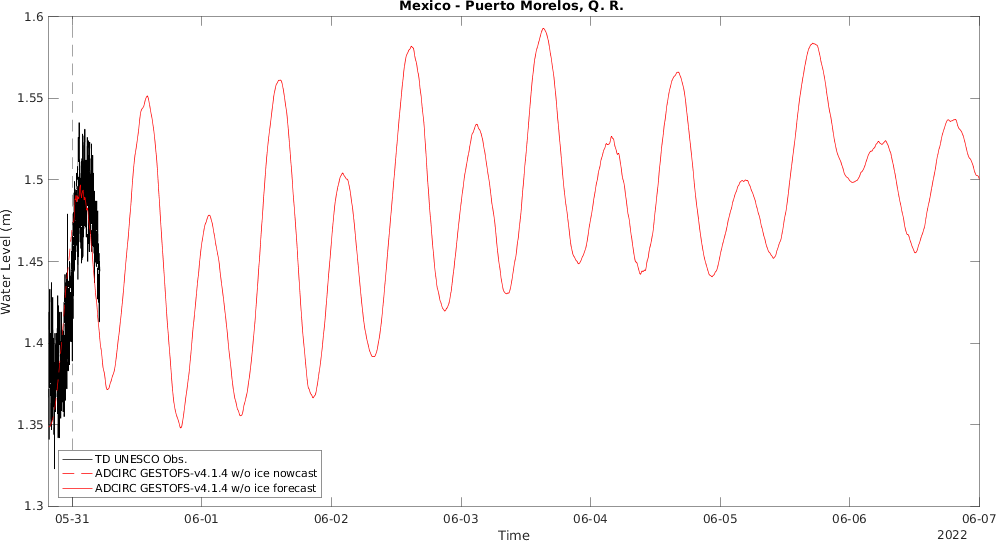 Mexico - Puerto Morelos, Q. R.
1.6
1.55
1.5
1.45
1.4
1.35
1.3
Water Level (m)
TD UNESCO Obs.
ADCIRC GESTOFS-v4.1.4 w/o ice nowcast
ADCIRC GESTOFS-v4.1.4 w/o ice forecast
05-31 06-01 06-02 06-03 06-04 06-05 06-06 06-07
Time
2022